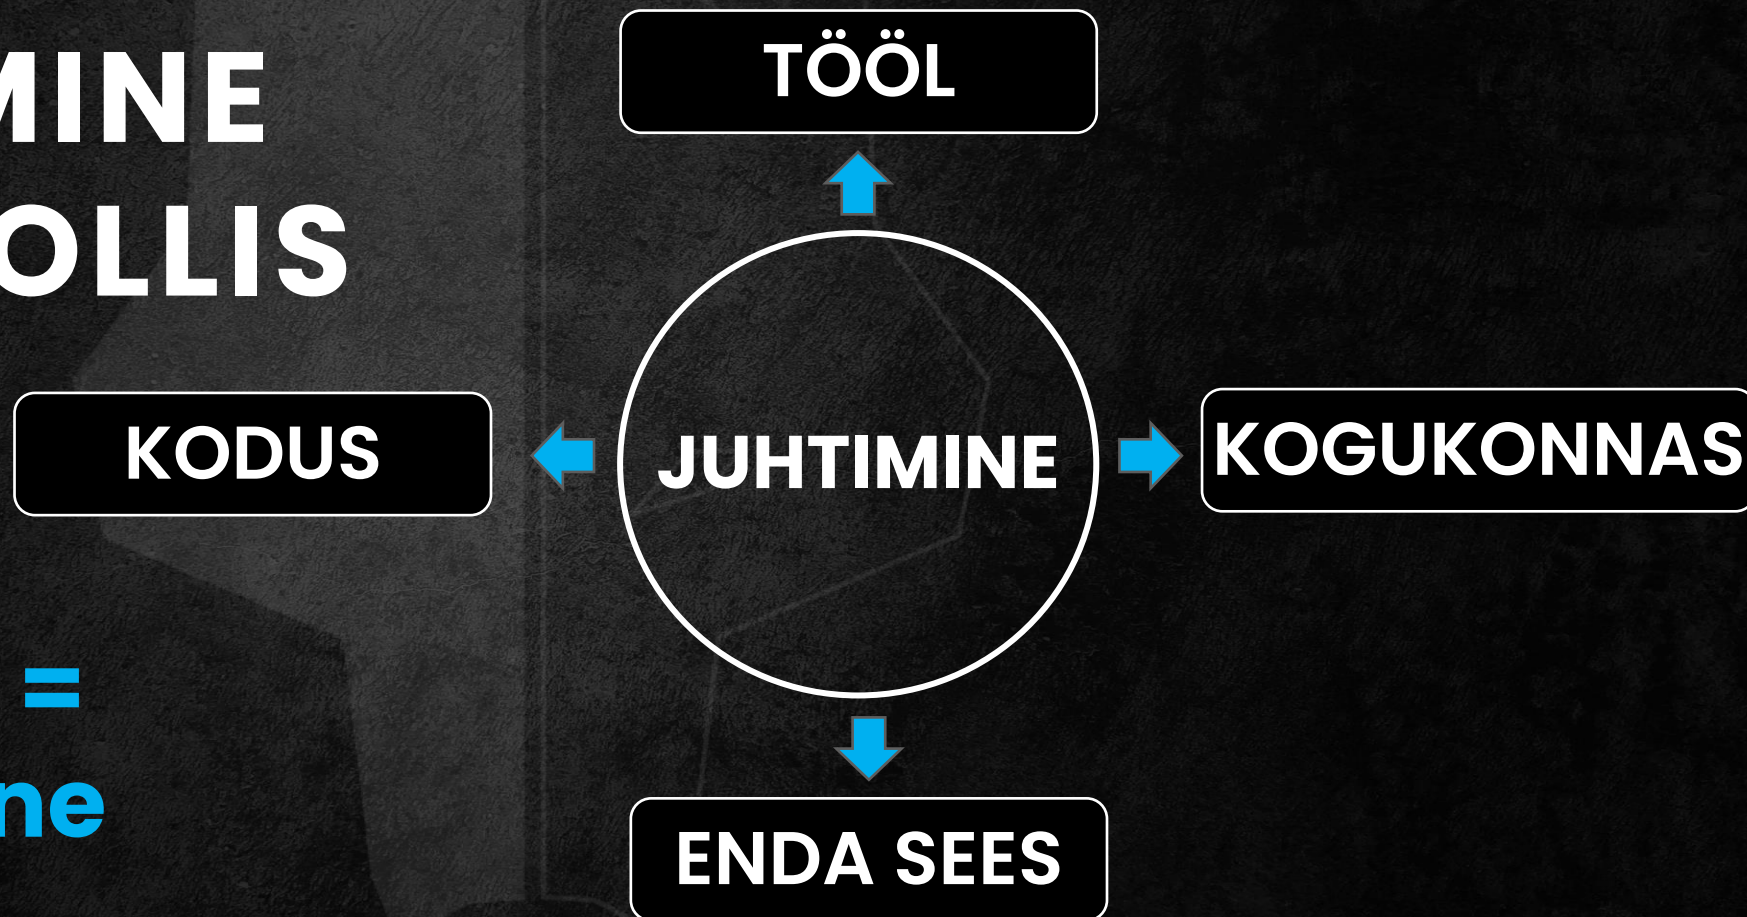 MINE
OLLIS
TÖÖL
KODUS
JUHTIMINE
KOGUKONNAS
=
ne
ENDA SEES